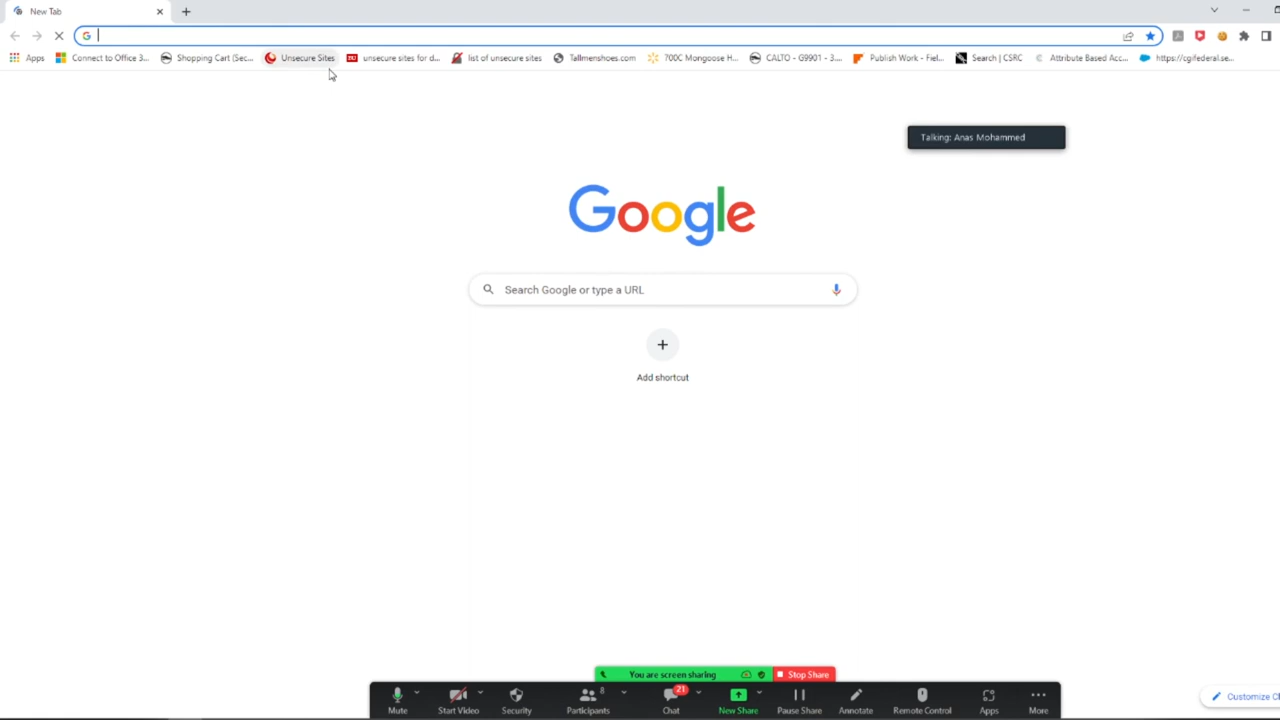 New Tab
Apps Connect to Office 3... Shopping Cart (Sec... Unsecure Sites unsecure sites for d... list of unsecure sites Tallmenshoes.com 700C Mongoose H... CALTO - G9901 - 3.... Publish Work - Fiel... Search | CSRC Attribute Based Acc... https://cgifederal.se...
Talking: Anas Mohammed
Google
Search Google or type a URL
Add shortcut
You are screen sharing Stop Share
8 21
Mute Start Video Security Participants Chat New Share Pause Share Annotate Remote Control Apps More
Customize C